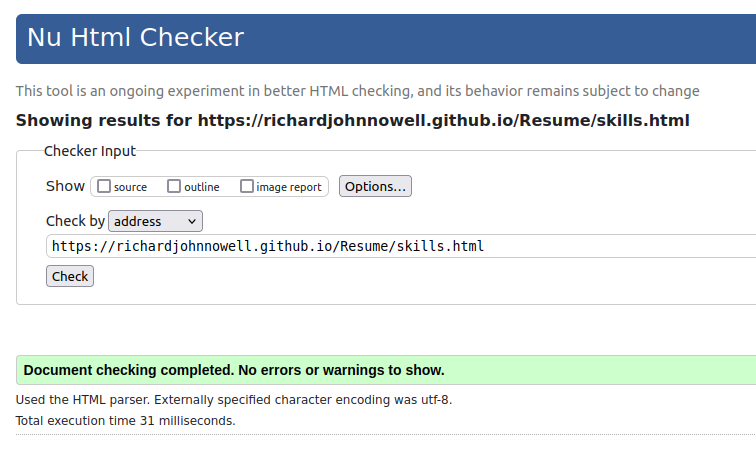 Nu Html Checker
This tool is an ongoing experiment in better HTML checking, and its behavior remains subject to change
Showing results for https://richardjohnnowell.github.io/Resume/skills.html
Checker Input
Show source outline image report Options...
Check by address
https://richardjohnnowell.github.io/Resume/skills.html
Check
Document checking completed. No errors or warnings to show.
Used the HTML parser. Externally specified character encoding was utf-8.
Total execution time 31 milliseconds.